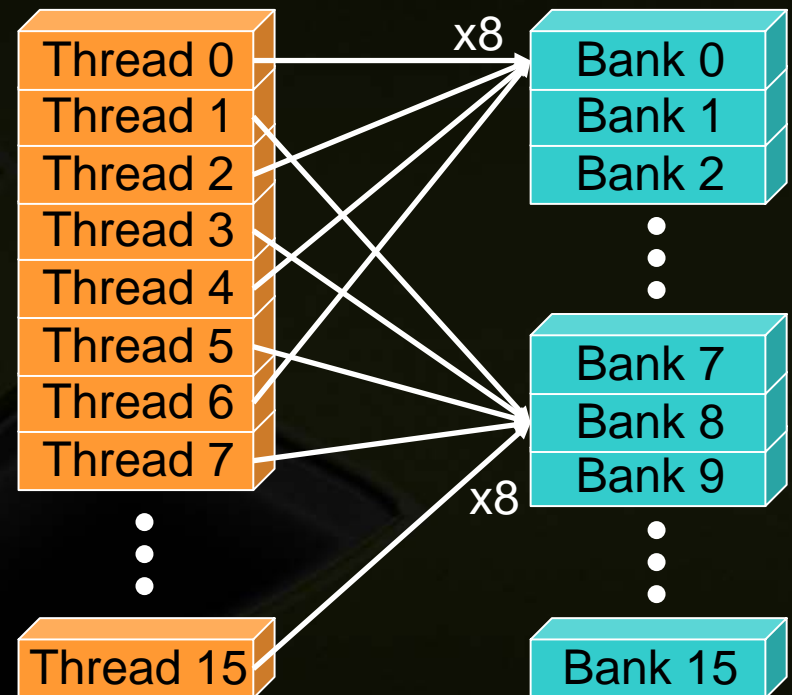 x8
Thread 0
Bank 0
Thread 1
Bank 1
Thread 2
Bank 2
Thread 3
Thread 4
Thread 5
Bank 7
Thread 6
Bank 8
Thread 7
Bank 9
x8
Thread 15
Bank 15